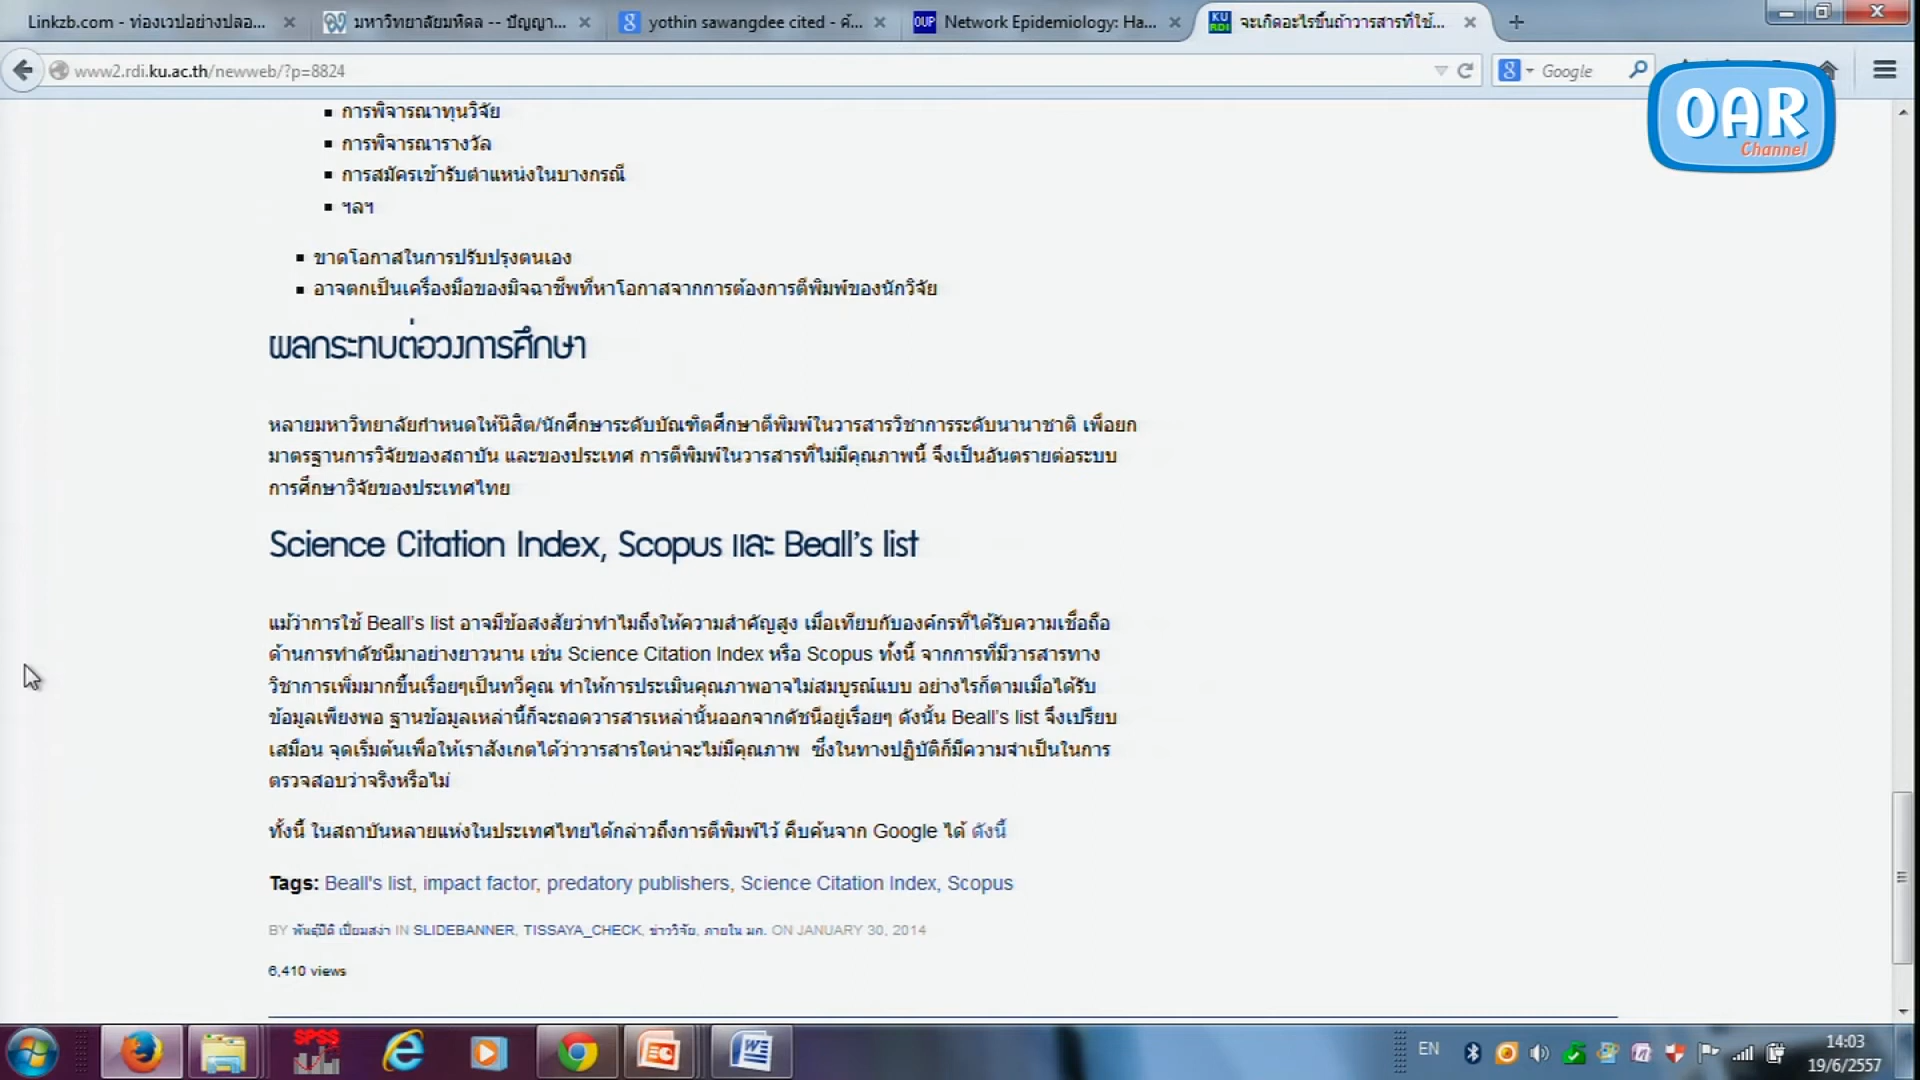 Linkzb.com - ท่องเวปอย่างปลอ...
มหาวิทยาลัยมหิดล -- ปัญญา...
yothin sawangdee cited - ค้...
OUP Network Epidemiology: Ha...
KU RDI จะเกิดอะไรขึ้นถ้าวารสารที่ใช้...
www2.rdi.ku.ac.th/newweb/?p=8824
Google
OAR
Channel
การพิจารณาทุนวิจัย
การพิจารณารางวัล
การสมัครเข้ารับตำแหน่งในบางกรณี
ฯลฯ
ขาดโอกาสในการปรับปรุงตนเอง
อาจตกเป็นเครื่องมือของมิจฉาชีพที่หาโอกาสจากการต้องการตีพิมพ์ของนักวิจัย
ผลกระทบต่อวงการศึกษา
หลายมหาวิทยาลัยกำหนดให้นิสิต/นักศึกษาระดับบัณฑิตศึกษาตีพิมพ์ในวารสารวิชาการระดับนานาชาติ เพื่อยก
มาตรฐานการวิจัยของสถาบัน และของประเทศ การตีพิมพ์ในวารสารที่ไม่มีคุณภาพนี้ จึงเป็นอันตรายต่อระบบ
การศึกษาวิจัยของประเทศไทย
Science Citation Index, Scopus และ Beall's list
แม้ว่าการใช้ Beall's list อาจมีข้อสงสัยว่าทำไมถึงให้ความสำคัญสูง เมื่อเทียบกับองค์กรที่ได้รับความเชื่อถือ
ด้านการทำดัชนีมาอย่างยาวนาน เช่น Science Citation Index หรือ Scopus ทั้งนี้ จากการที่มีวารสารทาง
วิชาการเพิ่มมากขึ้นเรื่อยๆเป็นทวีคูณ ทำให้การประเมินคุณภาพอาจไม่สมบูรณ์แบบ อย่างไรก็ตามเมื่อได้รับ
ข้อมูลเพียงพอ ฐานข้อมูลเหล่านี้ก็จะถอดวารสารเหล่านั้นออกจากดัชนีอยู่เรื่อยๆ ดังนั้น Beall's list จึงเปรียบ
เสมือน จุดเริ่มต้นเพื่อให้เราสังเกตได้ว่าวารสารใดน่าจะไม่มีคุณภาพ ซึ่งในทางปฏิบัติก็มีความจำเป็นในการ
ตรวจสอบว่าจริงหรือไม่
ทั้งนี้ ในสถาบันหลายแห่งในประเทศไทยได้กล่าวถึงการตีพิมพ์ไว้ คืบค้นจาก Google ได้ ดังนี้
Tags: Beall's list, impact factor, predatory publishers, Science Citation Index, Scopus
BY พันธุ์ปิติ เปี่ยมสง่า IN SLIDEBANNER, TISSAYA_CHECK, ข่าววิจัย, ภายใน มก. ON JANUARY 30, 2014
6,410 views
SPSS
EN
14:03
19/6/2557